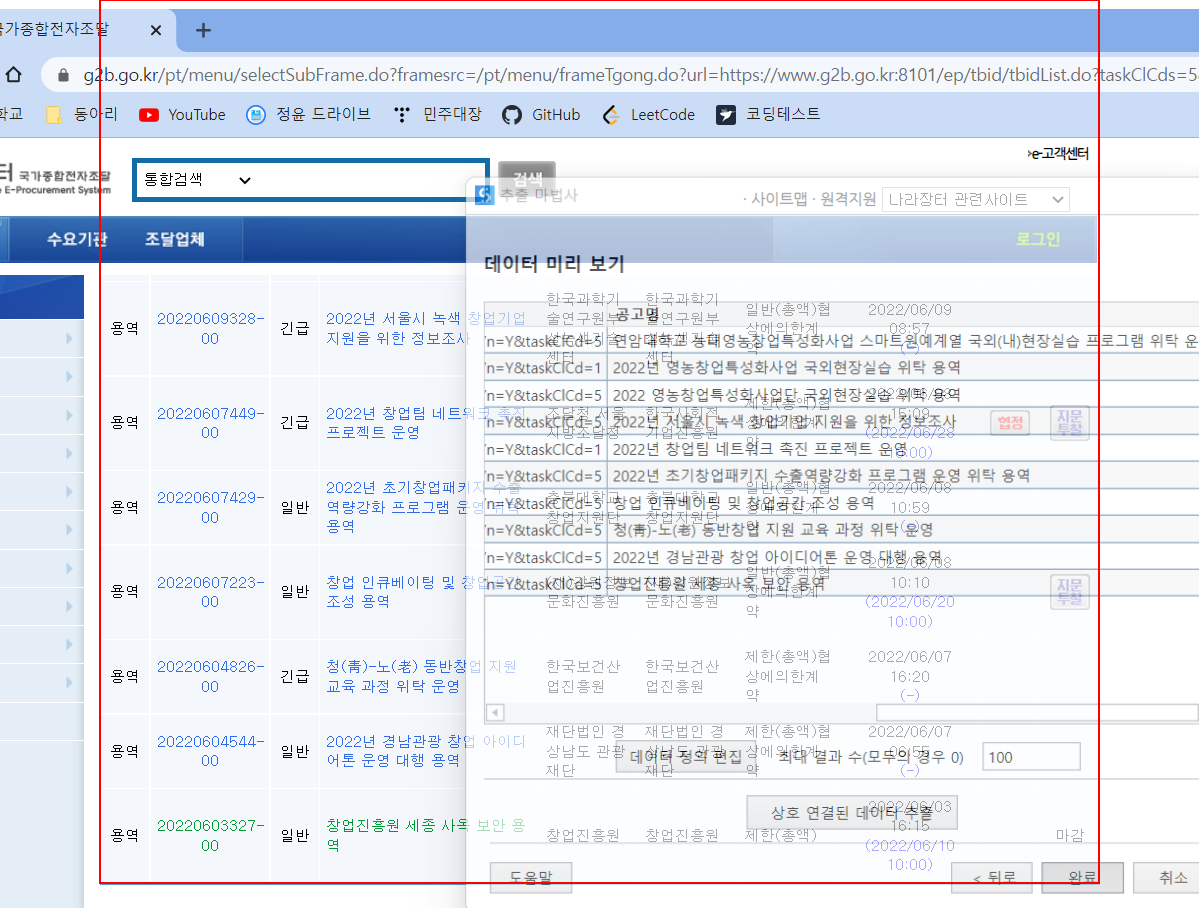 국가종합전자조달
g2b.go.kr/pt/menu/selectSubFrame.do?framesrc=/pt/menu/frameTgong.do?url=https://www.g2b.go.kr:8101/ep/tbid/tbidList.do?taskClCds=5
학교 동아리 YouTube 정윤 드라이브 민주대장 GitHub LeetCode 코딩테스트
터 국가종합전자조달
e E-Procurement System
통합검색
검색
e-고객센터
추출 마법사
· 사이트맵 · 원격지원 나라장터 관련사이트
수요기관 조달업체
로그인
데이터 미리 보기
공고명
/n=Y&taskClCd=5 연암대학교 농대영농창업특성화사업 스마트원예계열 국외(내)현장실습 프로그램 위탁 운
/n=Y&taskClCd=1 2022년 영농창업특성화사업 국외현장실습 위탁 용역
/n=Y&taskClCd=5 2022 영농창업특성화사업단 국외현장실습 위탁 용역
/n=Y&taskClCd=5 2022년 서울시 녹색 창업기업 지원을 위한 정보조사
/n=Y&taskClCd=1 2022년 창업팀 네트워크 촉진 프로젝트 운영
/n=Y&taskClCd=5 2022년 초기창업패키지 수출역량강화 프로그램 운영 위탁 용역
/n=Y&taskClCd=5 창업 인큐베이팅 및 창업공간 조성 용역
/n=Y&taskClCd=5 청(靑)-노(老) 동반창업 지원 교육 과정 위탁 운영
/n=Y&taskClCd=5 2022년 경남관광 창업 아이디어톤 운영 대행 용역
/n=Y&taskClCd=5 창업진흥원 세종 사옥 보안 용역
데이터 정의 편집
최대 결과 수(모두의 경우 0) 100
상호 연결된 데이터 추출
도움말
< 뒤로
완료
취소
용역
20220609328-
00
긴급
2022년 서울시 녹색 창업기업
지원을 위한 정보조사
한국과학기
술연구원부
센터
한국과학기
술연구원부
센터
일반(총액)협
상에의한계
약
2022/06/09
08:57
(-)
용역
20220607449-
00
긴급
2022년 창업팀 네트워크 촉진
프로젝트 운영
조달청 서울
지방조달청
한국사회적
기업진흥원
제한(총액)협
약
15:09
(2022/06/28
협정
지문
투찰
용역
20220607429-
00
일반
2022년 초기창업패키지 수출
역량강화 프로그램 운영 위탁
용역
충북대학교
창업지원단
충북대학교
창업지원단
일반(총액)협
상에의한계
약
2022/06/08
10:59
(-)
용역
20220607223-
00
일반
창업 인큐베이팅 및 창업공간
조성 용역
문화진흥원
문화진흥원
일반(총액)협
상에의한계
약
2022/06/08
10:10
(2022/06/20
10:00)
지문
투찰
용역
20220604826-
00
긴급
청(靑)-노(老) 동반창업 지원
교육 과정 위탁 운영
한국보건산
업진흥원
한국보건산
업진흥원
제한(총액)협
상에의한계
약
2022/06/07
16:20
(-)
용역
20220604544-
00
일반
2022년 경남관광 창업 아이디
어톤 운영 대행 용역
재단법인 경
상남도 관광
재단
재단법인 경
상남도 관광
재단
제한(총액)협
상에의한계
약
2022/06/07
06:55
(-)
용역
20220603327-
00
일반
창업진흥원 세종 사옥 보안 용
역
창업진흥원
창업진흥원
제한(총액)
2022/06/03
16:15
(2022/06/10
10:00)
마감